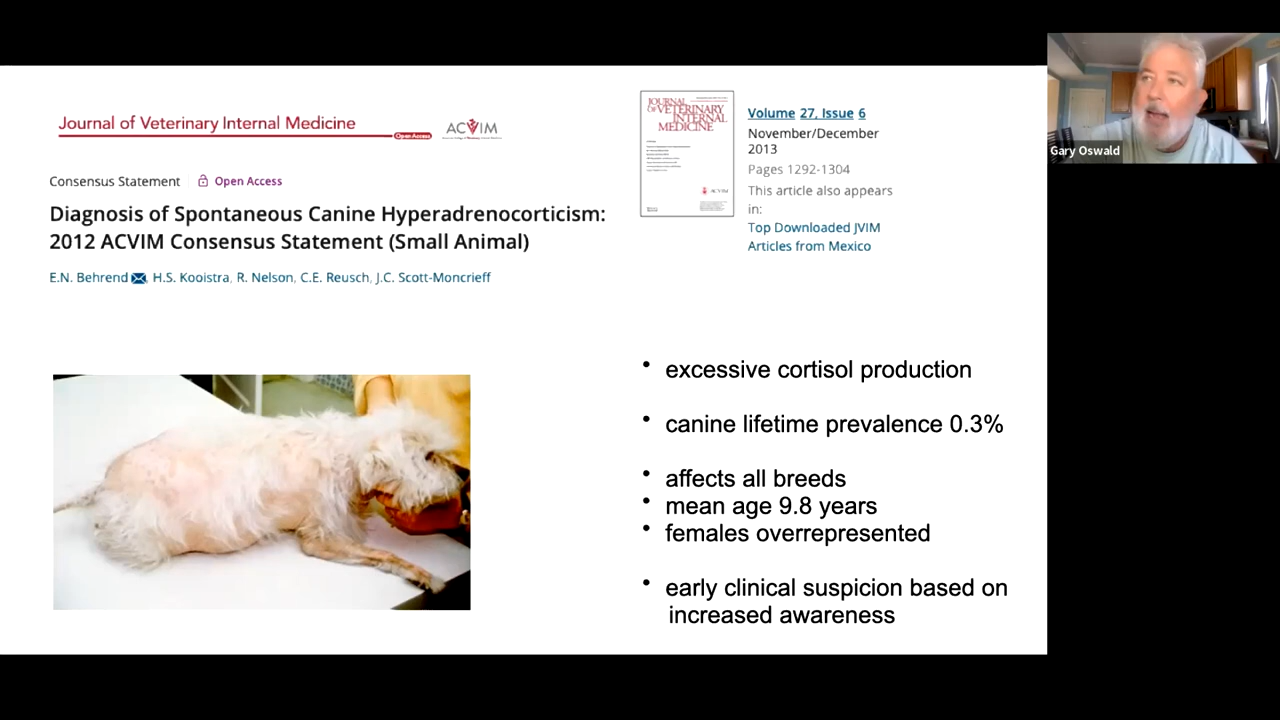 Journal of Veterinary Internal Medicine
Open Access
ACVIM
Consensus Statement
Open Access
Diagnosis of Spontaneous Canine Hyperadrenocorticism:
2012 ACVIM Consensus Statement (Small Animal)
E.N. Behrend, H.S. Kooistra, R. Nelson, C.E. Reusch, J.C. Scott-Moncrieff
JOURNAL
OF VETERINARY
INTERNAL
MEDICINE
ACVIM
Volume 27, Issue 6
November/December
2013
Pages 1292-1304
This article also appears
in:
Top Downloaded JVIM
Articles from Mexico
• excessive cortisol production
• canine lifetime prevalence 0.3%
• affects all breeds
• mean age 9.8 years
• females overrepresented
• early clinical suspicion based on
increased awareness
Gary Oswald